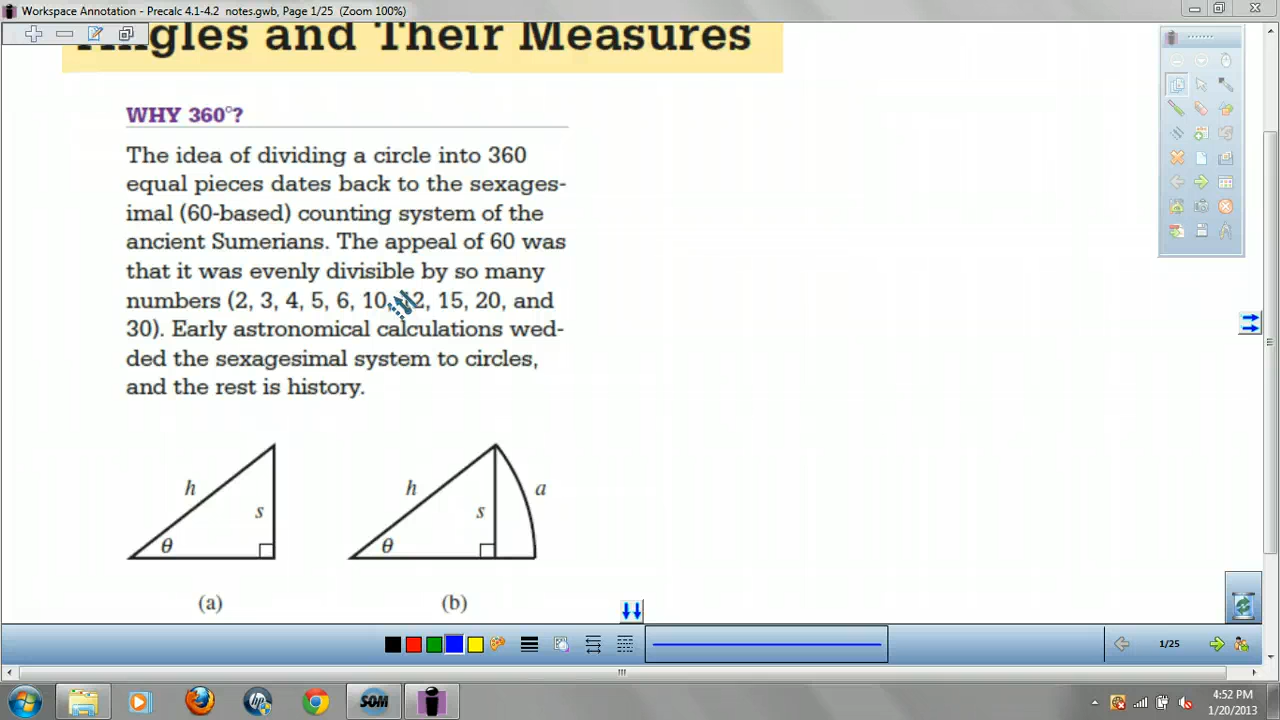 Workspace Annotation - Precalc 4.1-4.2 notes.gwb, Page 1/25 (Zoom 100%)
Angles and Their Measures
WHY 360°?
The idea of dividing a circle into 360
equal pieces dates back to the sexages-
imal (60-based) counting system of the
ancient Sumerians. The appeal of 60 was
that it was evenly divisible by so many
numbers (2, 3, 4, 5, 6, 10, 12, 15, 20, and
30). Early astronomical calculations wed-
ded the sexagesimal system to circles,
and the rest is history.
h s θ
h s θ a
(a) (b)
1/25
SOM
4:52 PM
1/20/2013